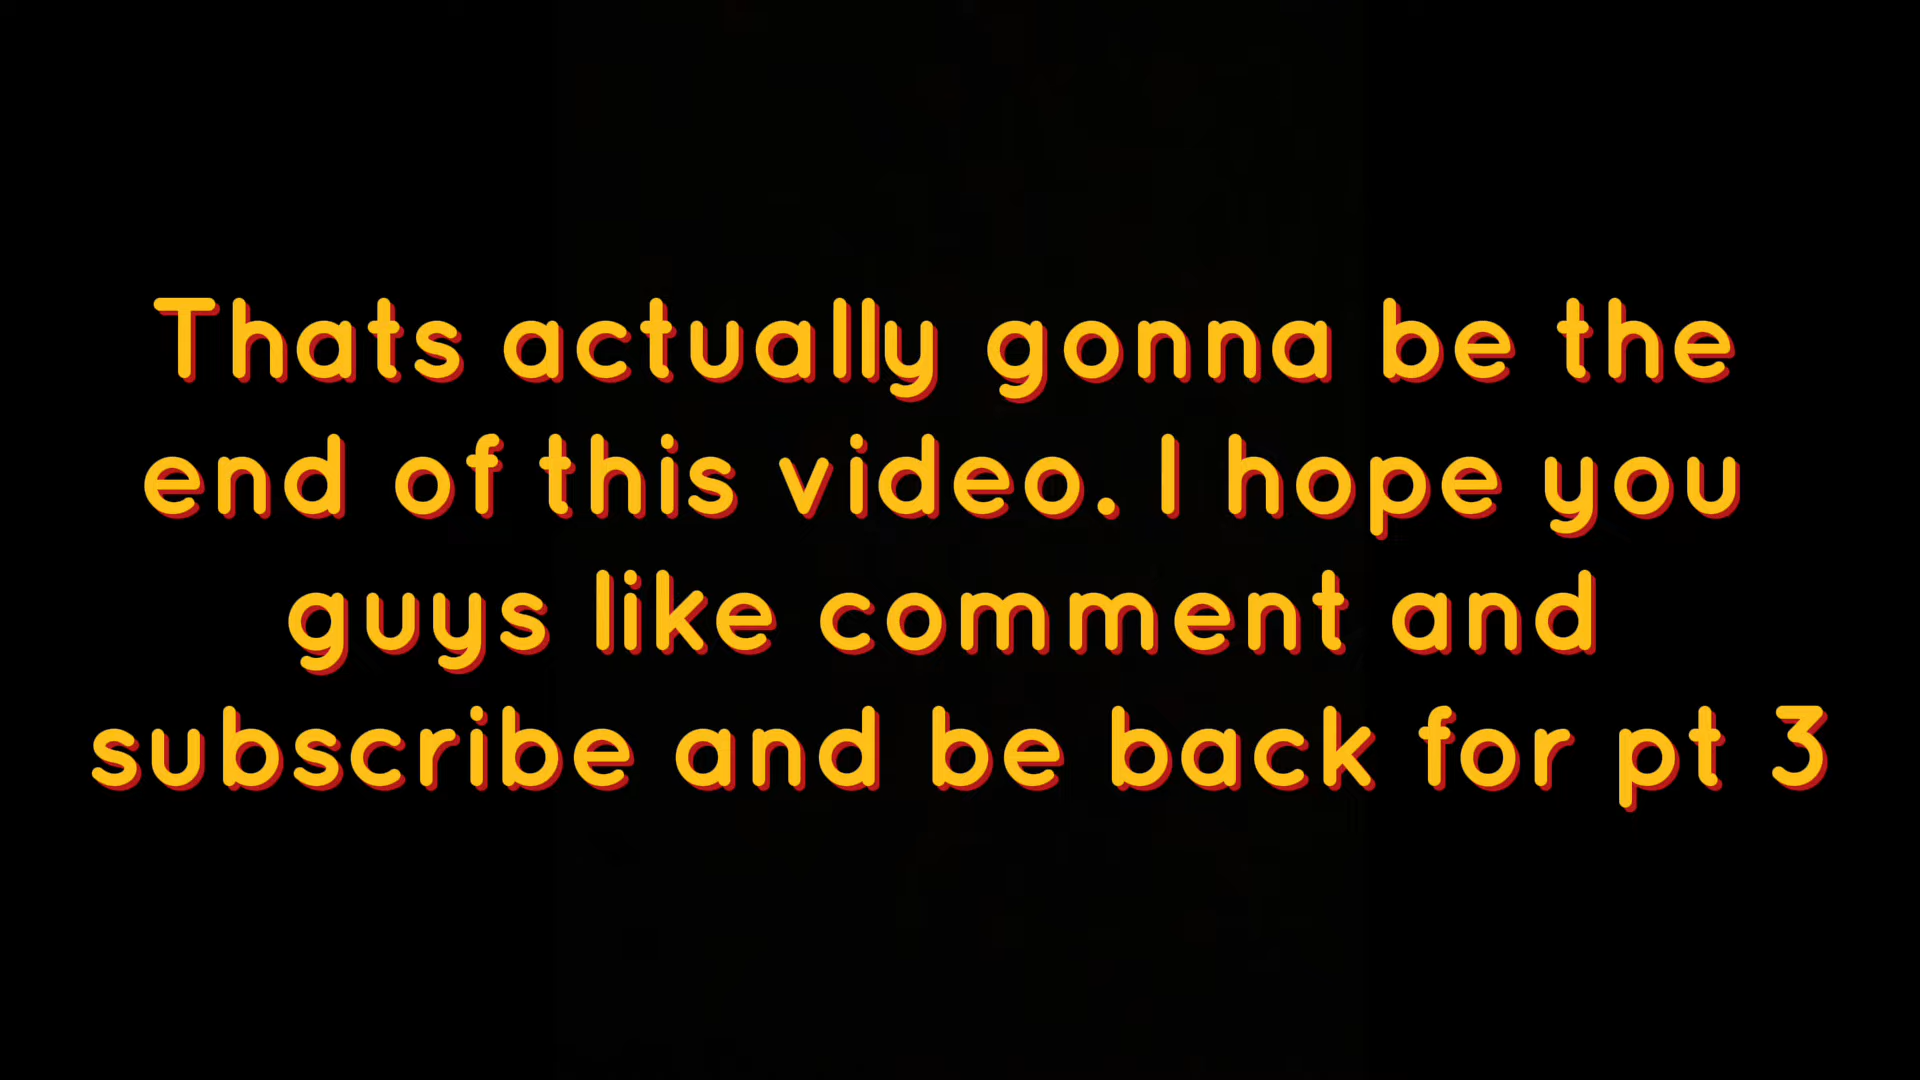 Thats actually gonna be the
end of this video. I hope you
guys like comment and
subscribe and be back for pt 3